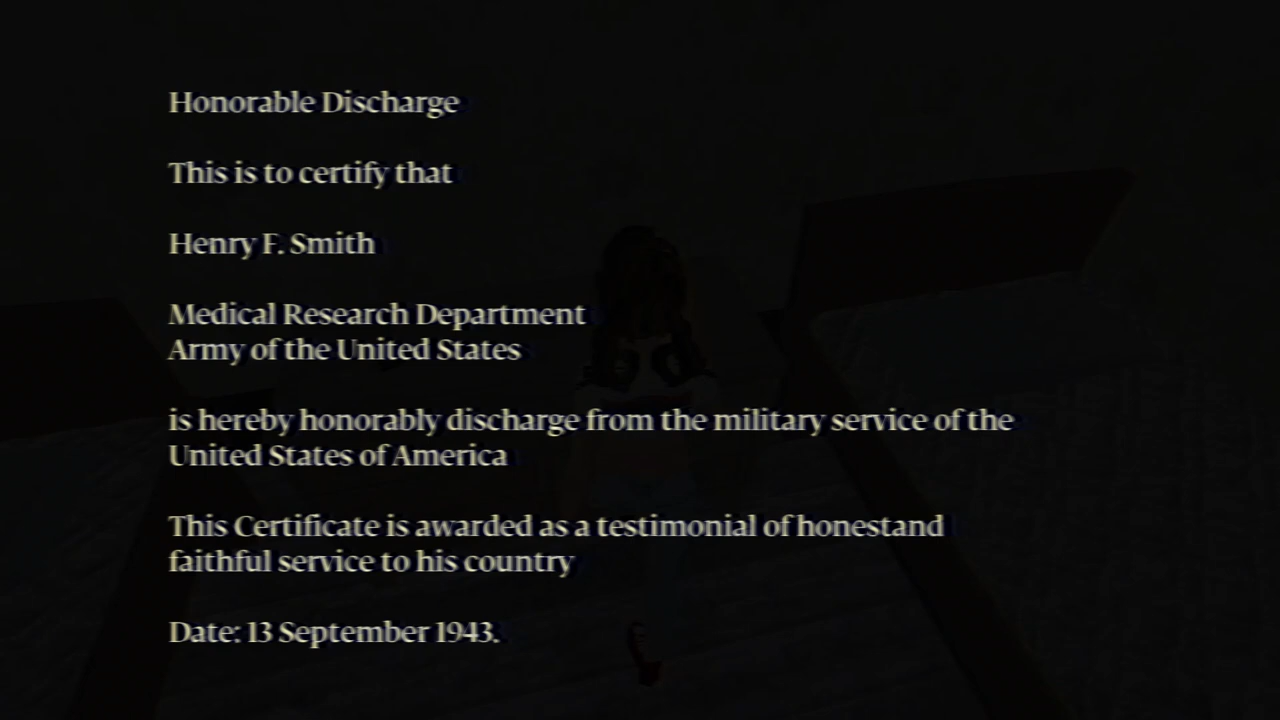 Honorable Discharge
This is to certify that
Henry F. Smith
Medical Research Department
Army of the United States
is hereby honorably discharge from the military service of the
United States of America
This Certificate is awarded as a testimonial of honestand
faithful service to his country
Date: 13 September 1943.